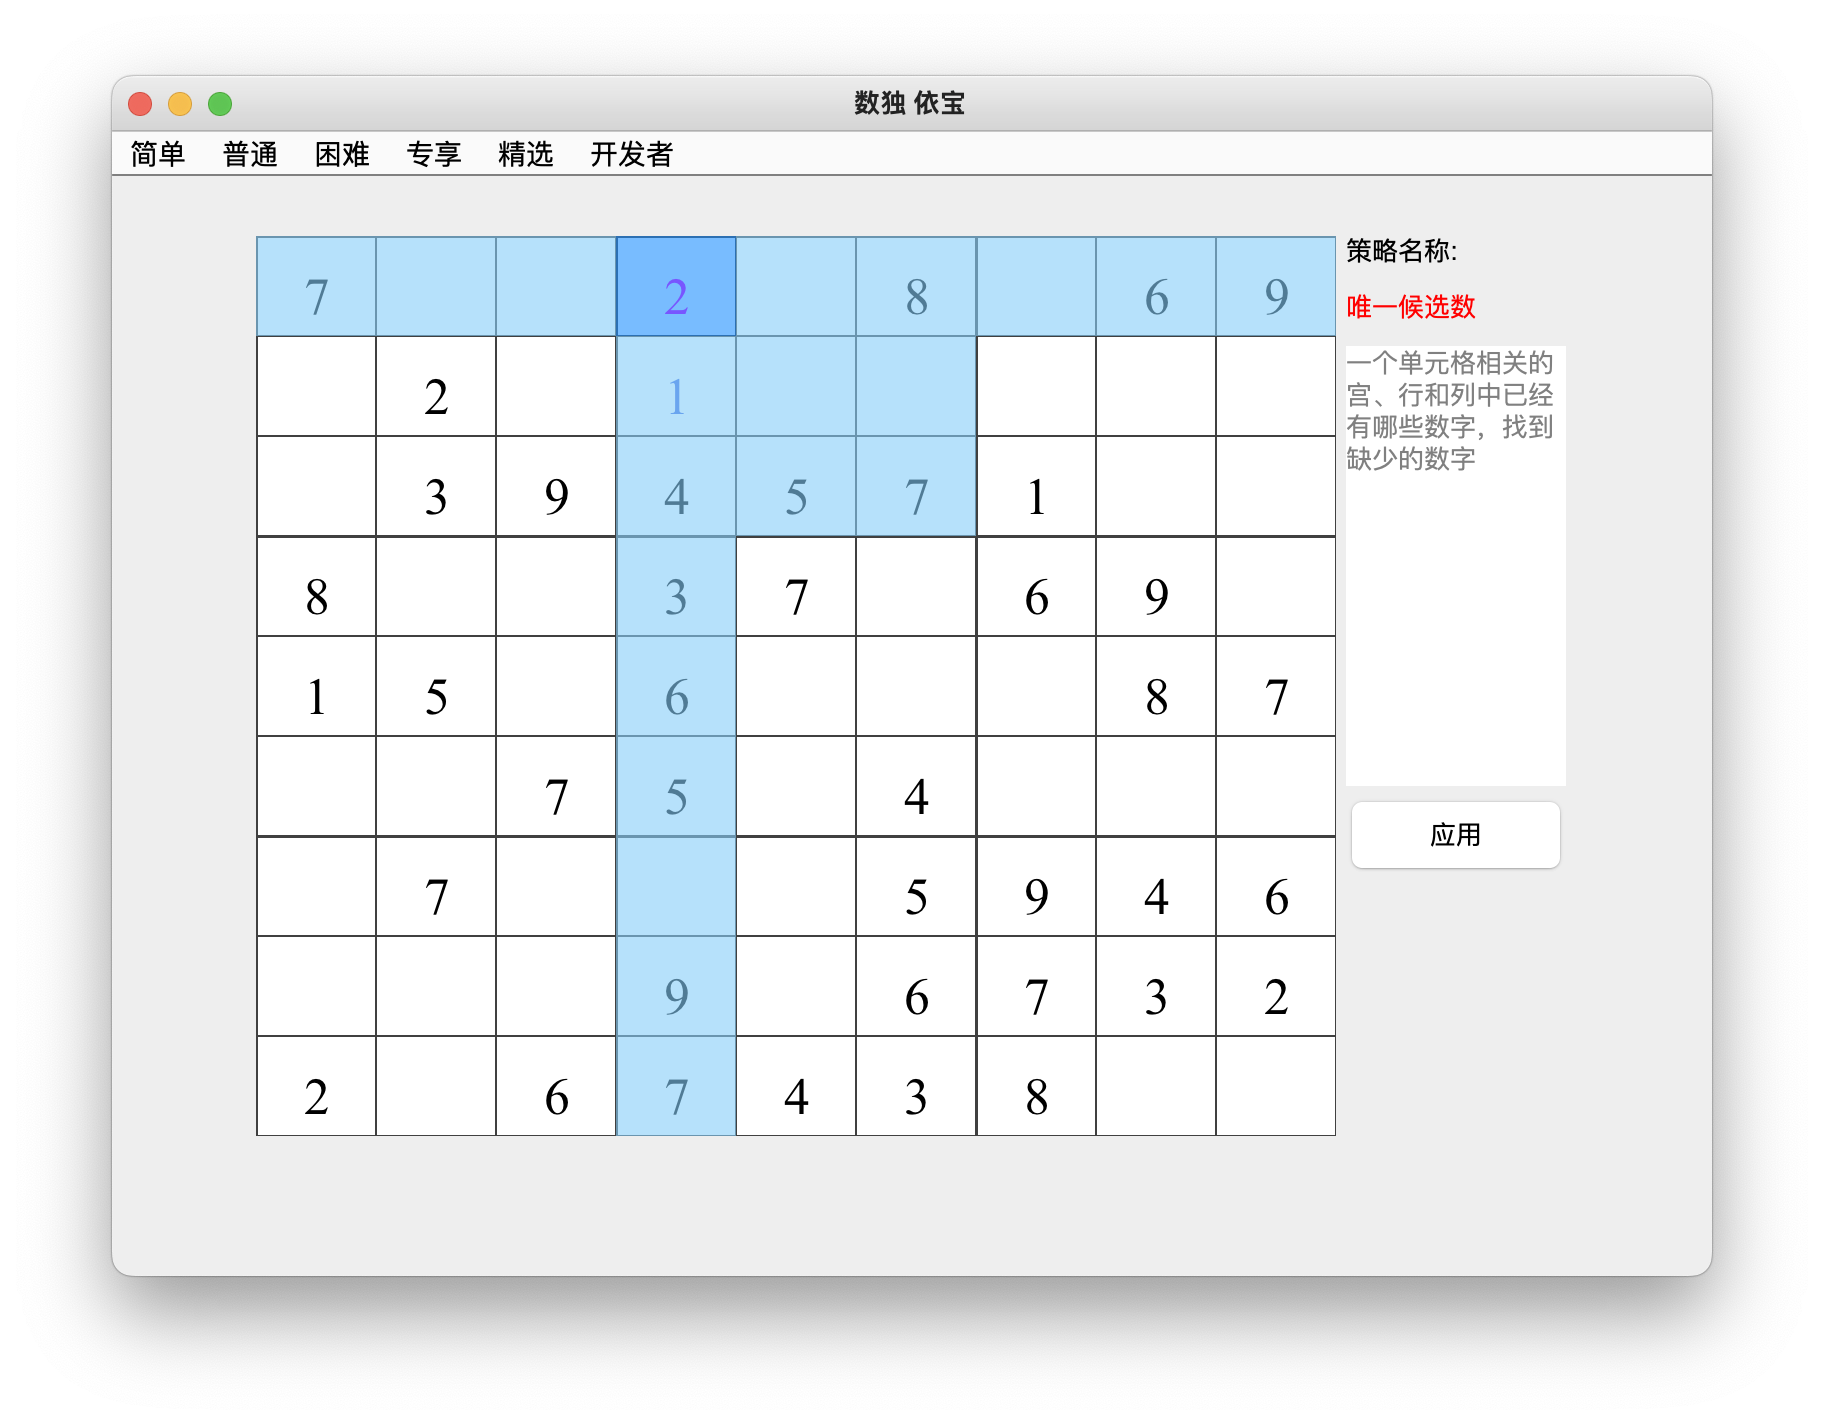 数独 依宝
简单 普通 困难 专享 精选 开发者
7 2 8 6 9
2 1
3 9 4 5 7 1
8 3 7 6 9
1 5 6 8 7
7 5 4
7 5 9 4 6
9 6 7 3 2
2 6 7 4 3 8
策略名称:
唯一候选数
一个单元格相关的
宫、行和列中已经
有哪些数字，找到
缺少的数字
应用